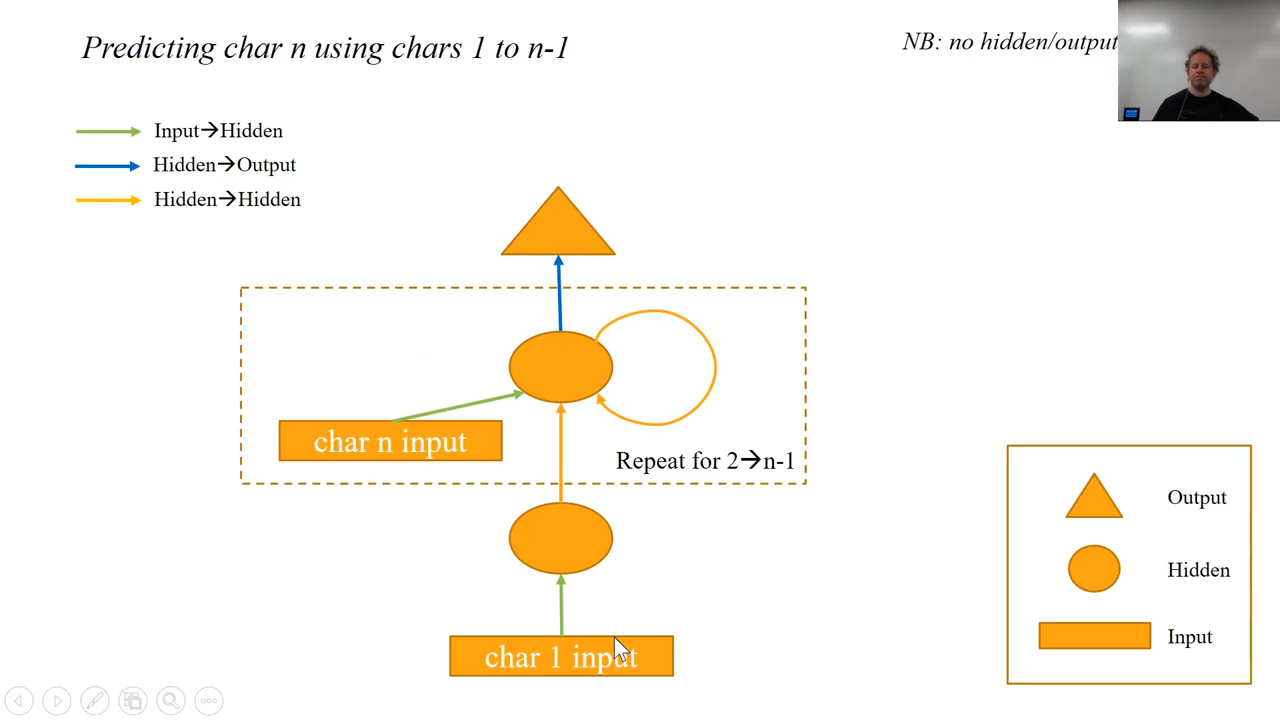 Predicting char n using chars 1 to n-1
NB: no hidden/output
Input→Hidden
Hidden→Output
Hidden→Hidden
char n input
Repeat for 2→n-1
char 1 input
Output
Hidden
Input